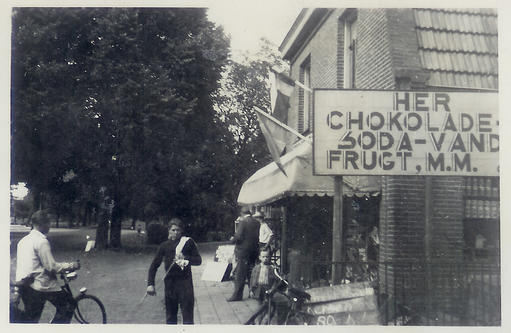 HER
CHOKOLADE-
SODA-VAND
FRUGT, M.M.